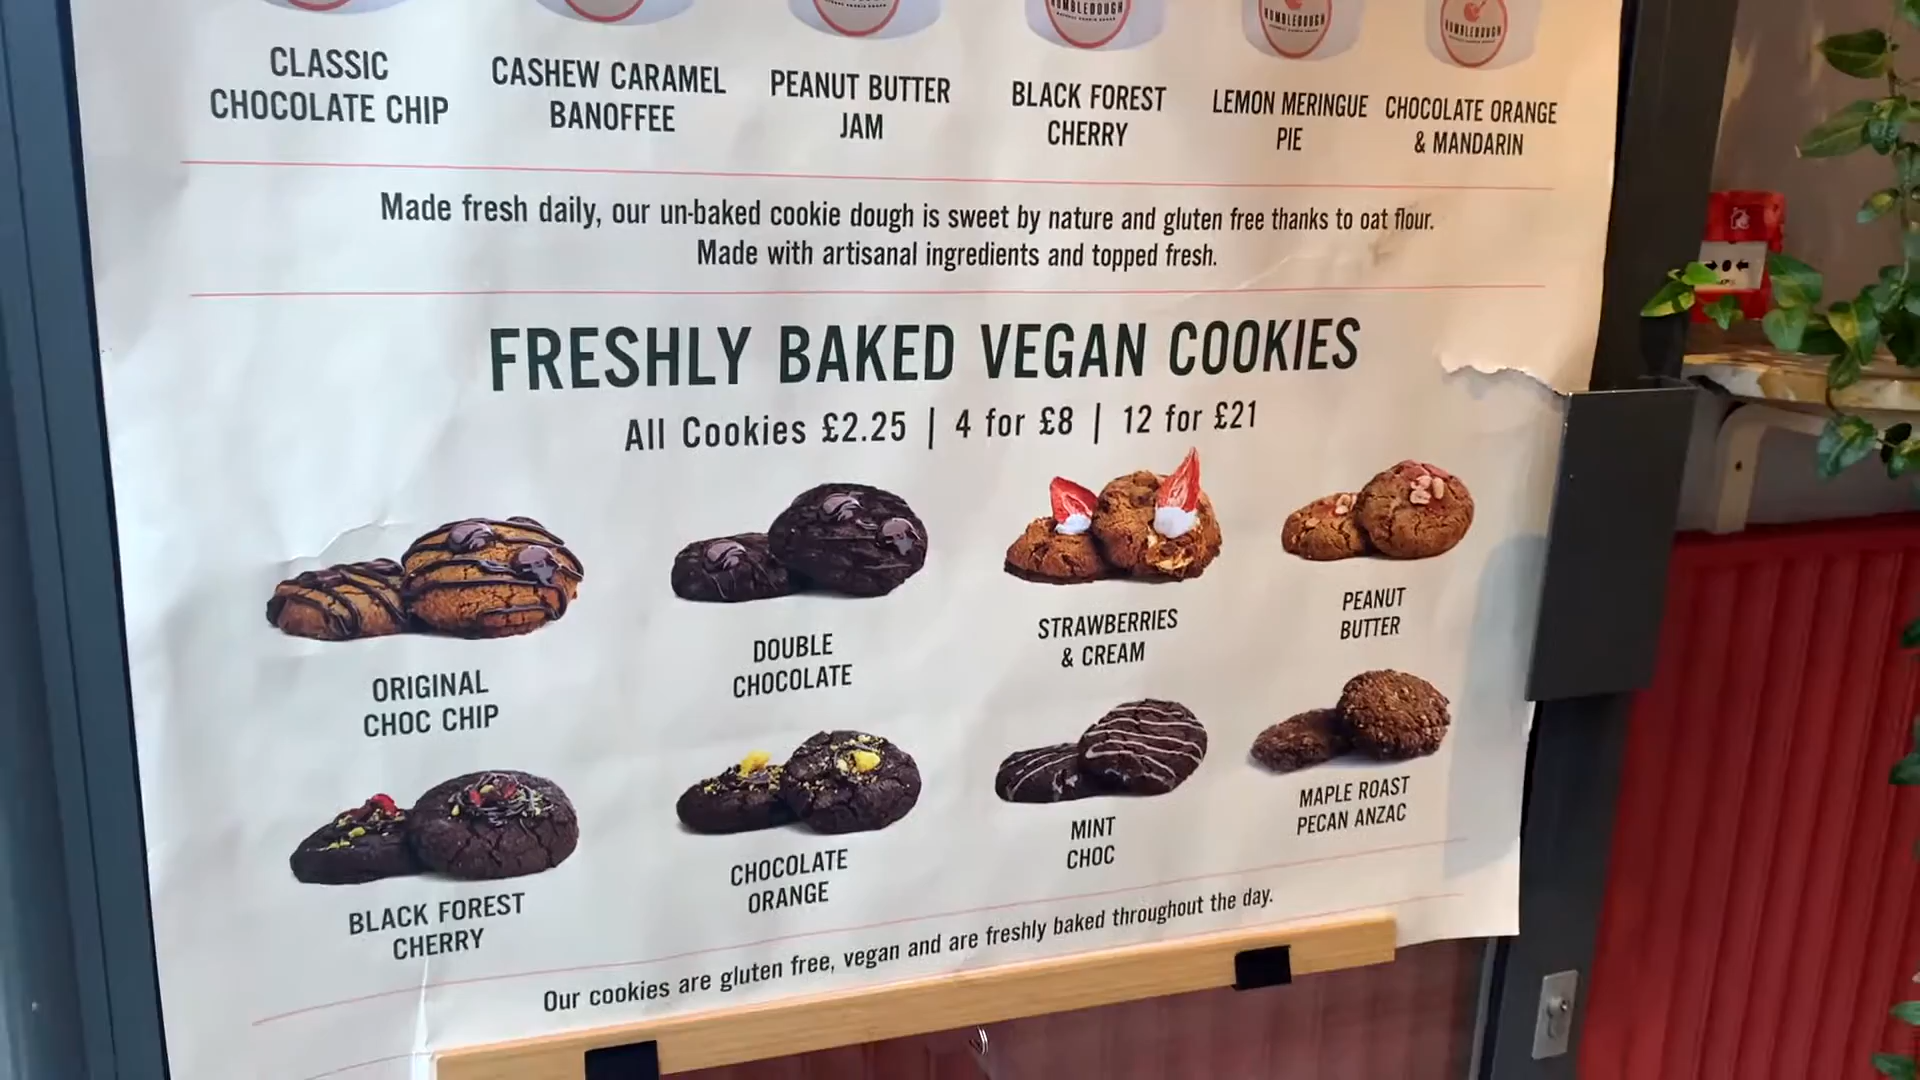 HUMBLEDOUGH
HUMBLEDOUGH
HUMBLEDOUGH
CLASSIC
CHOCOLATE CHIP
CASHEW CARAMEL
BANOFFEE
PEANUT BUTTER
JAM
BLACK FOREST
CHERRY
LEMON MERINGUE
PIE
CHOCOLATE ORANGE
& MANDARIN
Made fresh daily, our un-baked cookie dough is sweet by nature and gluten free thanks to oat flour.
Made with artisanal ingredients and topped fresh.
FRESHLY BAKED VEGAN COOKIES
All Cookies £2.25 | 4 for £8 | 12 for £21
ORIGINAL
CHOC CHIP
DOUBLE
CHOCOLATE
STRAWBERRIES
& CREAM
PEANUT
BUTTER
BLACK FOREST
CHERRY
CHOCOLATE
ORANGE
MINT
CHOC
MAPLE ROAST
PECAN ANZAC
Our cookies are gluten free, vegan and are freshly baked throughout the day.